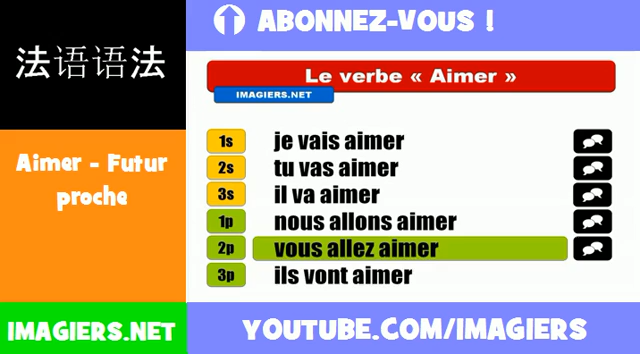 法语语法
ABONNEZ-VOUS !
Le verbe « Aimer »
IMAGIERS.NET
Aimer - Futur
proche
1s je vais aimer
2s tu vas aimer
3s il va aimer
1p nous allons aimer
2p vous allez aimer
3p ils vont aimer
IMAGIERS.NET
YOUTUBE.COM/IMAGIERS